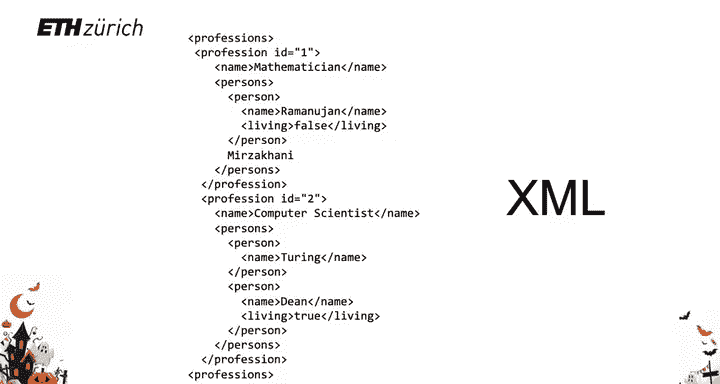 ETH zürich
<professions>
<profession id="1">
<name>Mathematician</name>
<persons>
<person>
<name>Ramanujan</name>
<living>false</living>
</person>
Mirzakhani
</persons>
</profession>
<profession id="2">
<name>Computer Scientist</name>
<persons>
<person>
<name>Turing</name>
</person>
<person>
<name>Dean</name>
<living>true</living>
</person>
</persons>
</profession>
<professions>
XML